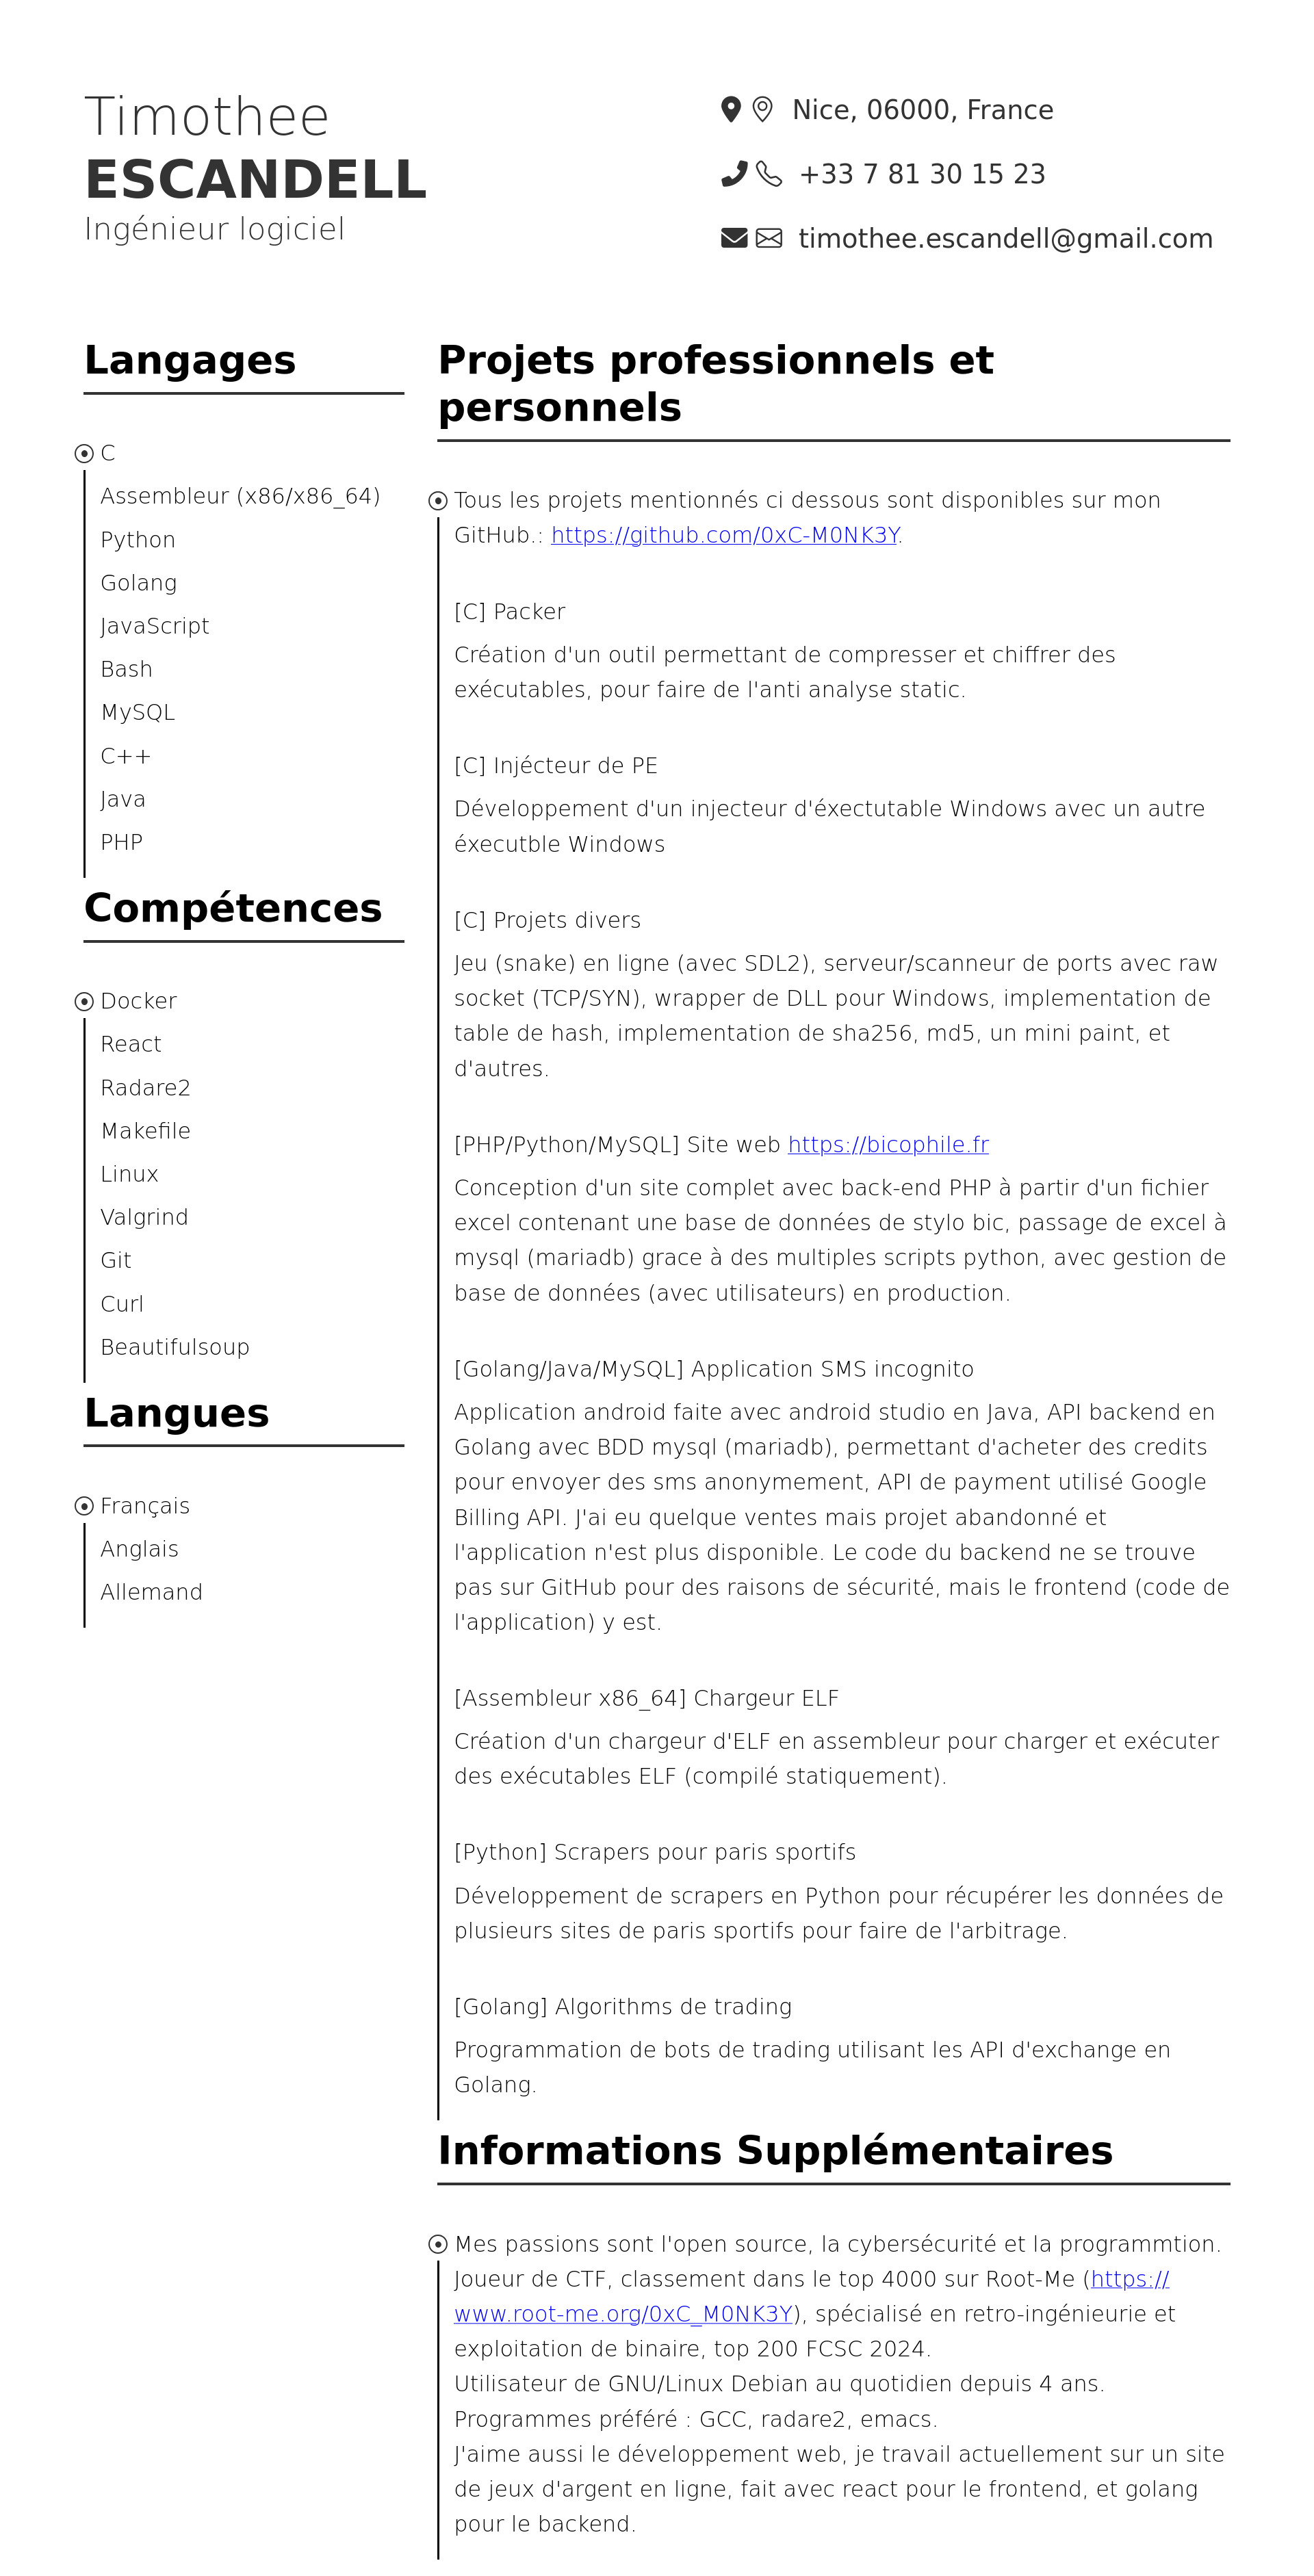 Timothee
ESCANDELL
Ingénieur logiciel
Nice, 06000, France
+33 7 81 30 15 23
timothee.escandell@gmail.com
Langages
C
Assembleur (x86/x86_64)
Python
Golang
JavaScript
Bash
MySQL
C++
Java
PHP
Compétences
Docker
React
Radare2
Makefile
Linux
Valgrind
Git
Curl
Beautifulsoup
Langues
Français
Anglais
Allemand
Projets professionnels et
personnels
Tous les projets mentionnés ci dessous sont disponibles sur mon
GitHub.: https://github.com/0xC-M0NK3Y.
[C] Packer
Création d'un outil permettant de compresser et chiffrer des
exécutables, pour faire de l'anti analyse static.
[C] Injécteur de PE
Développement d'un injecteur d'éxectutable Windows avec un autre
éxecutble Windows
[C] Projets divers
Jeu (snake) en ligne (avec SDL2), serveur/scanneur de ports avec raw
socket (TCP/SYN), wrapper de DLL pour Windows, implementation de
table de hash, implementation de sha256, md5, un mini paint, et
d'autres.
[PHP/Python/MySQL] Site web https://bicophile.fr
Conception d'un site complet avec back-end PHP à partir d'un fichier
excel contenant une base de données de stylo bic, passage de excel à
mysql (mariadb) grace à des multiples scripts python, avec gestion de
base de données (avec utilisateurs) en production.
[Golang/Java/MySQL] Application SMS incognito
Application android faite avec android studio en Java, API backend en
Golang avec BDD mysql (mariadb), permettant d'acheter des credits
pour envoyer des sms anonymement, API de payment utilisé Google
Billing API. J'ai eu quelque ventes mais projet abandonné et
l'application n'est plus disponible. Le code du backend ne se trouve
pas sur GitHub pour des raisons de sécurité, mais le frontend (code de
l'application) y est.
[Assembleur x86_64] Chargeur ELF
Création d'un chargeur d'ELF en assembleur pour charger et exécuter
des exécutables ELF (compilé statiquement).
[Python] Scrapers pour paris sportifs
Développement de scrapers en Python pour récupérer les données de
plusieurs sites de paris sportifs pour faire de l'arbitrage.
[Golang] Algorithms de trading
Programmation de bots de trading utilisant les API d'exchange en
Golang.
Informations Supplémentaires
Mes passions sont l'open source, la cybersécurité et la programmtion.
Joueur de CTF, classement dans le top 4000 sur Root-Me (https://
www.root-me.org/0xC_M0NK3Y), spécialisé en retro-ingénieurie et
exploitation de binaire, top 200 FCSC 2024.
Utilisateur de GNU/Linux Debian au quotidien depuis 4 ans.
Programmes préféré : GCC, radare2, emacs.
J'aime aussi le développement web, je travail actuellement sur un site
de jeux d'argent en ligne, fait avec react pour le frontend, et golang
pour le backend.